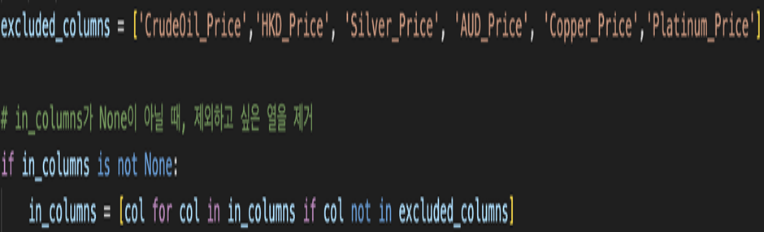 excluded_columns = ['CrudeOil_Price','HKD_Price', 'Silver_Price', 'AUD_Price', 'Copper_Price','Platinum_Price']
# in_columns가 None이 아닐 때, 제외하고 싶은 열을 제거
if in_columns is not None:
    in_columns = [col for col in in_columns if col not in excluded_columns]